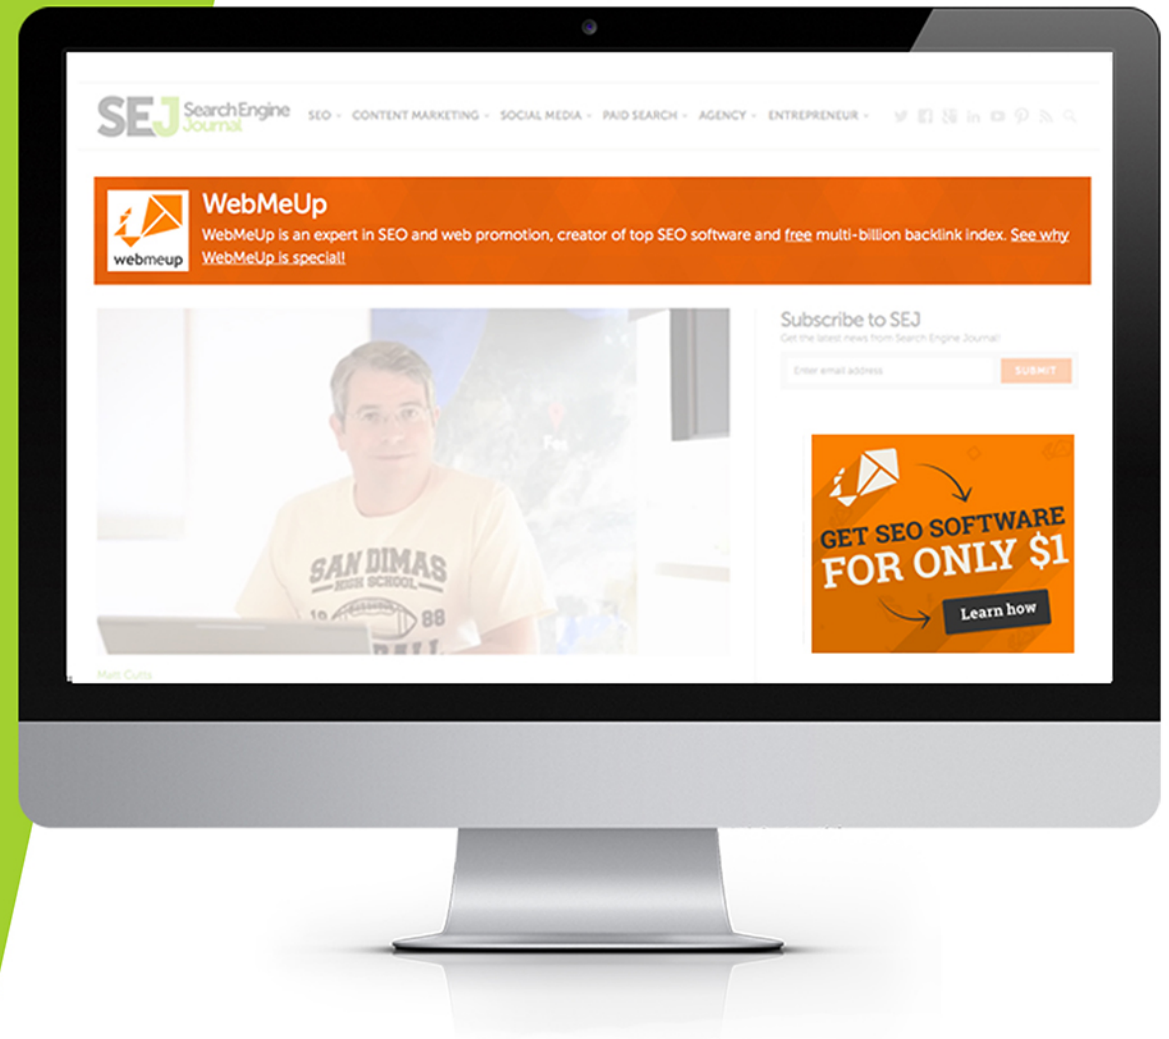 SEJ Search Engine Journal
SEO CONTENT MARKETING SOCIAL MEDIA PAID SEARCH AGENCY ENTREPRENEUR
webmeup
WebMeUp
WebMeUp is an expert in SEO and web promotion, creator of top SEO software and free multi-billion backlink index. See why
WebMeUp is special!
Subscribe to SEJ
Get the latest news from Search Engine Journal!
Enter email address
SUBMIT
SAN DIMAS
HIGH SCHOOL
19 88
GET SEO SOFTWARE
FOR ONLY $1
Learn how
Matt Cutts